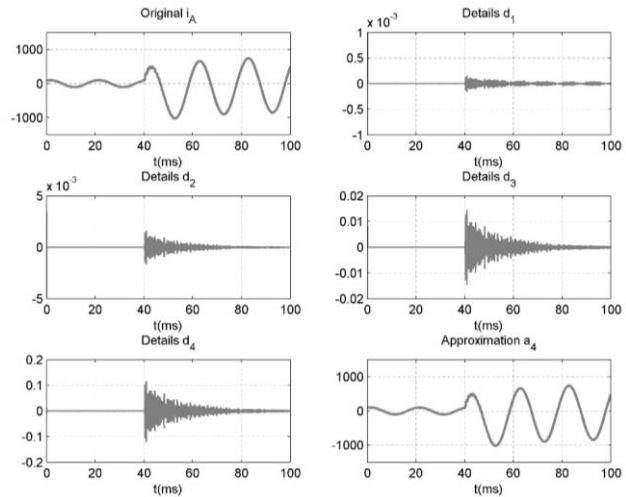 Original i_A
1000
0
-1000
0 20 40 60 80 100
t(ms)
Details d_1
x 10^-3
1
0.5
0
-0.5
-1
0 20 40 60 80 100
t(ms)
Details d_2
x 10^-3
5
0
-5
0 20 40 60 80 100
t(ms)
Details d_3
0.02
0.01
0
-0.01
-0.02
0 20 40 60 80 100
t(ms)
Details d_4
0.2
0.1
0
-0.1
-0.2
0 20 40 60 80 100
t(ms)
Approximation a_4
1000
0
-1000
0 20 40 60 80 100
t(ms)